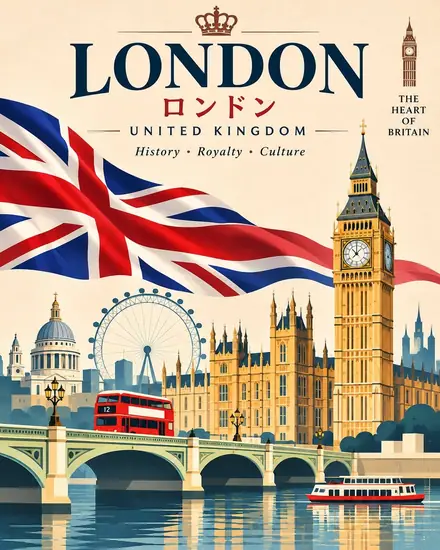 LONDON
ロンドン
UNITED KINGDOM
History • Royalty • Culture
THE
HEART
OF
BRITAIN
12